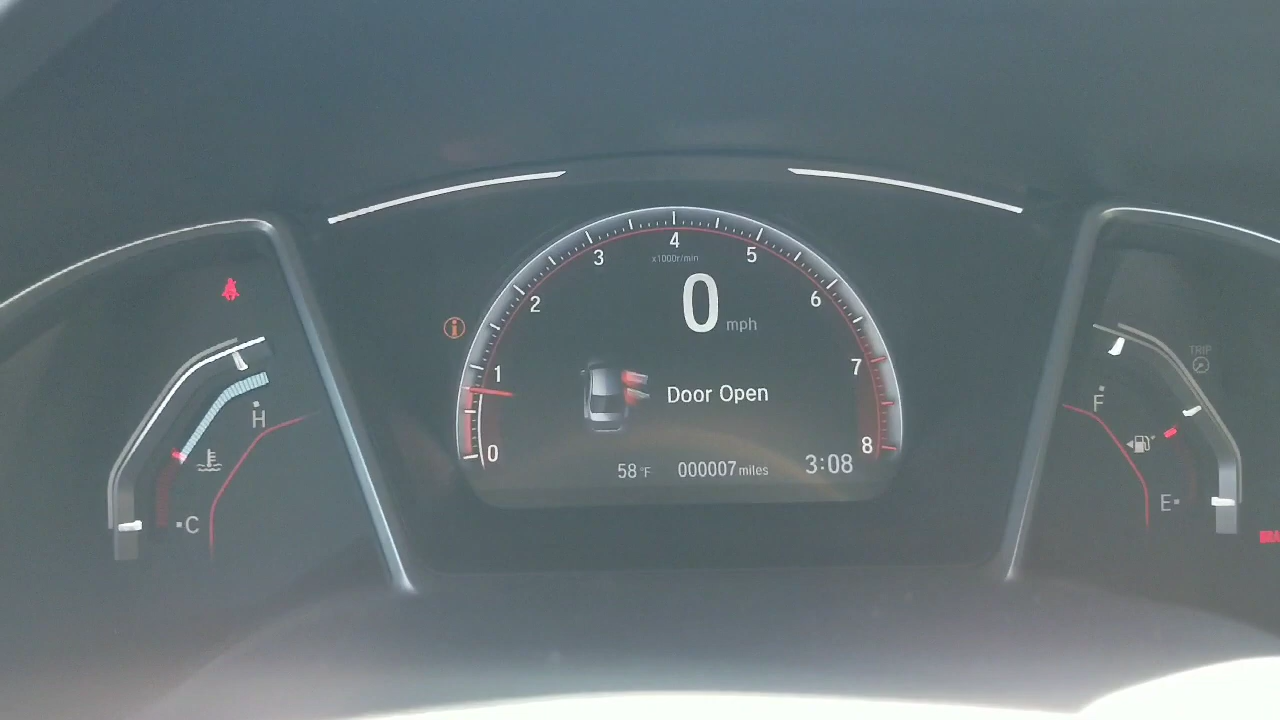 4
3
5
x1000r/min
2
6
0 mph
1
7
Door Open
0
8
58°F 000007 miles 3:08
H
C
TRIP
F
E